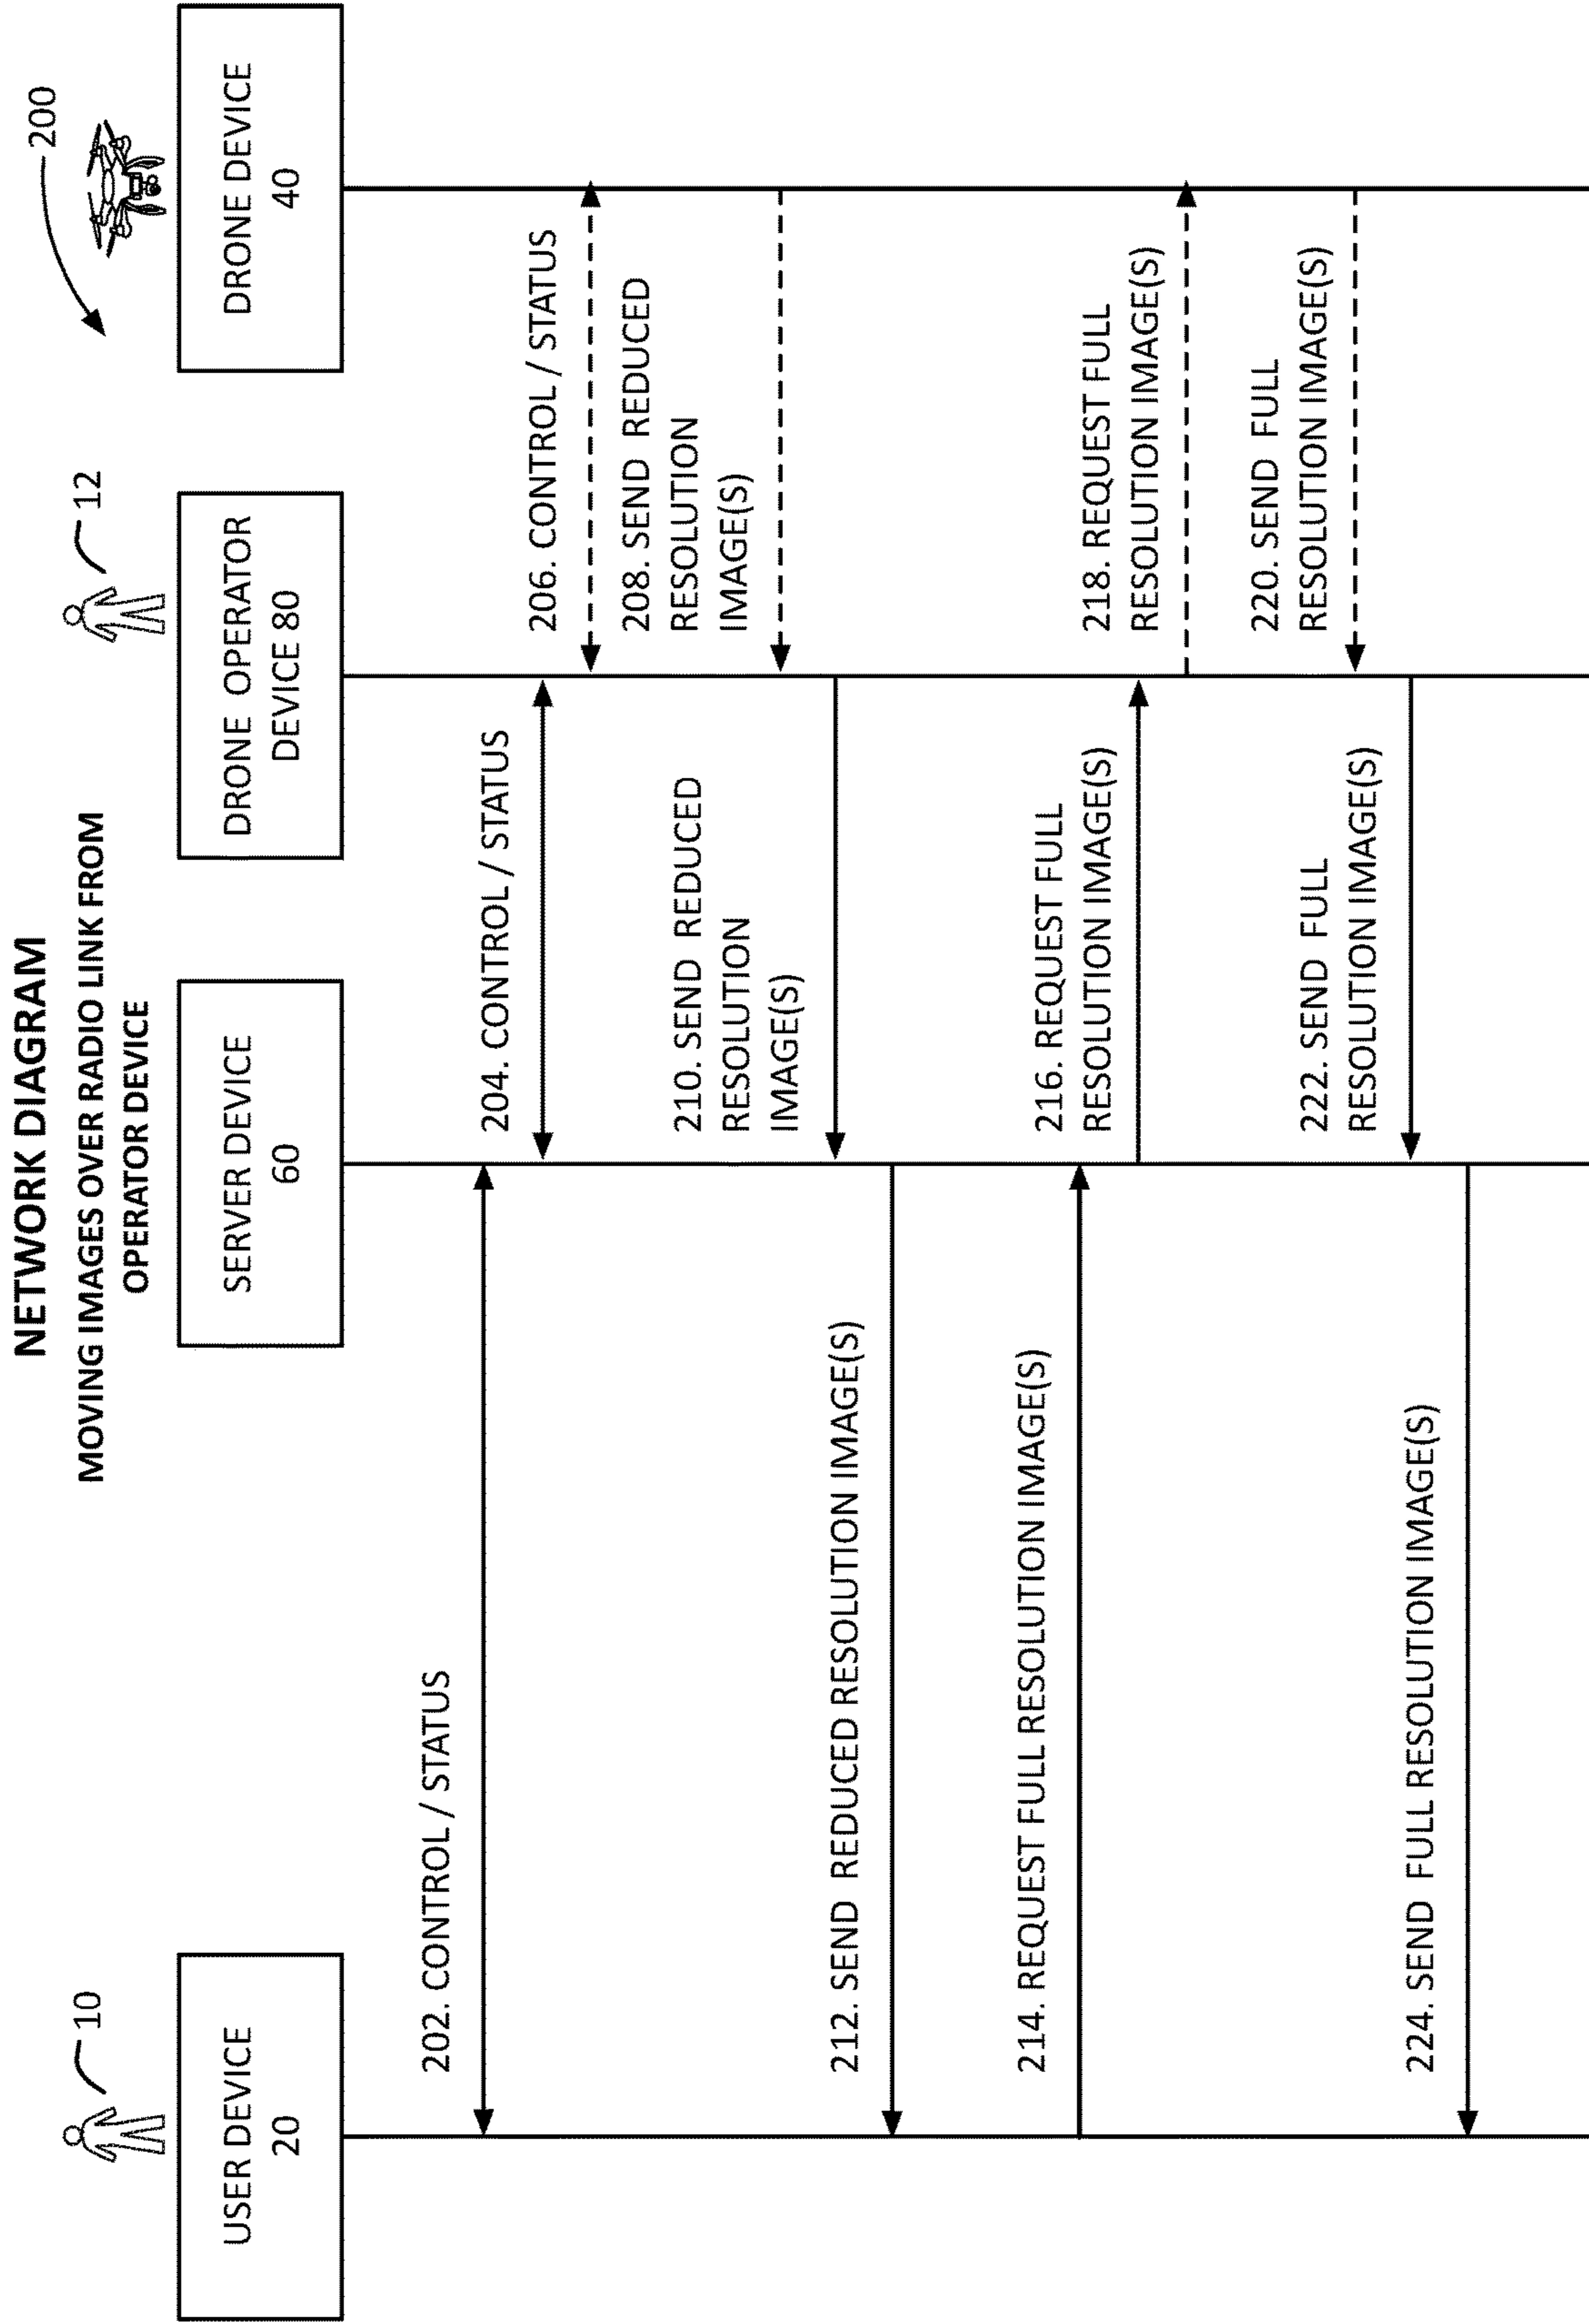 NETWORK DIAGRAM
MOVING IMAGES OVER RADIO LINK FROM
OPERATOR DEVICE
200
10
12
USER DEVICE
20
SERVER DEVICE
60
DRONE OPERATOR
DEVICE 80
DRONE DEVICE
40
202. CONTROL / STATUS
204. CONTROL / STATUS
206. CONTROL / STATUS
208. SEND REDUCED
RESOLUTION
IMAGE(S)
210. SEND REDUCED
RESOLUTION
IMAGE(S)
212. SEND REDUCED RESOLUTION IMAGE(S)
214. REQUEST FULL RESOLUTION IMAGE(S)
216. REQUEST FULL
RESOLUTION IMAGE(S)
218. REQUEST FULL
RESOLUTION IMAGE(S)
220. SEND FULL
RESOLUTION IMAGE(S)
222. SEND FULL
RESOLUTION IMAGE(S)
224. SEND FULL RESOLUTION IMAGE(S)